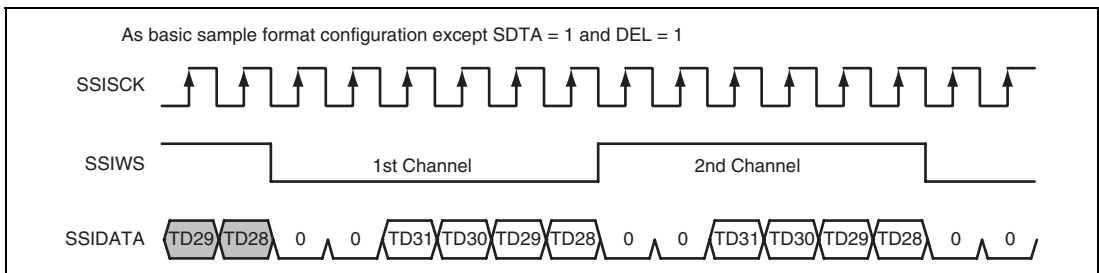 As basic sample format configuration except SDTA = 1 and DEL = 1
SSISCK
SSIWS 1st Channel 2nd Channel
SSIDATA TD29 TD28 0 0 TD31 TD30 TD29 TD28 0 0 TD31 TD30 TD29 TD28 0 0